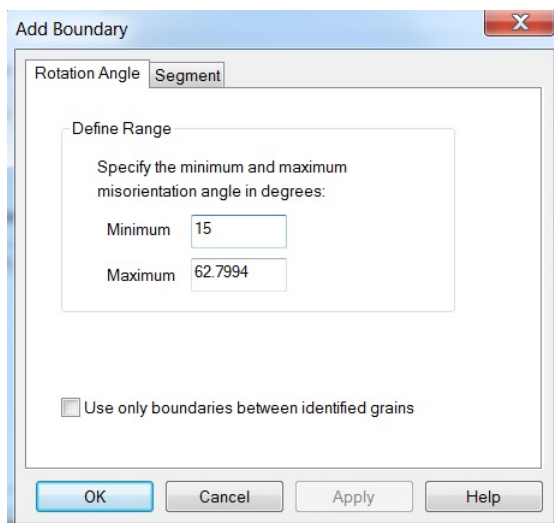 Add Boundary
X
Rotation Angle Segment
Define Range
Specify the minimum and maximum
misorientation angle in degrees:
Minimum 15
Maximum 62.7994
Use only boundaries between identified grains
OK Cancel Apply Help